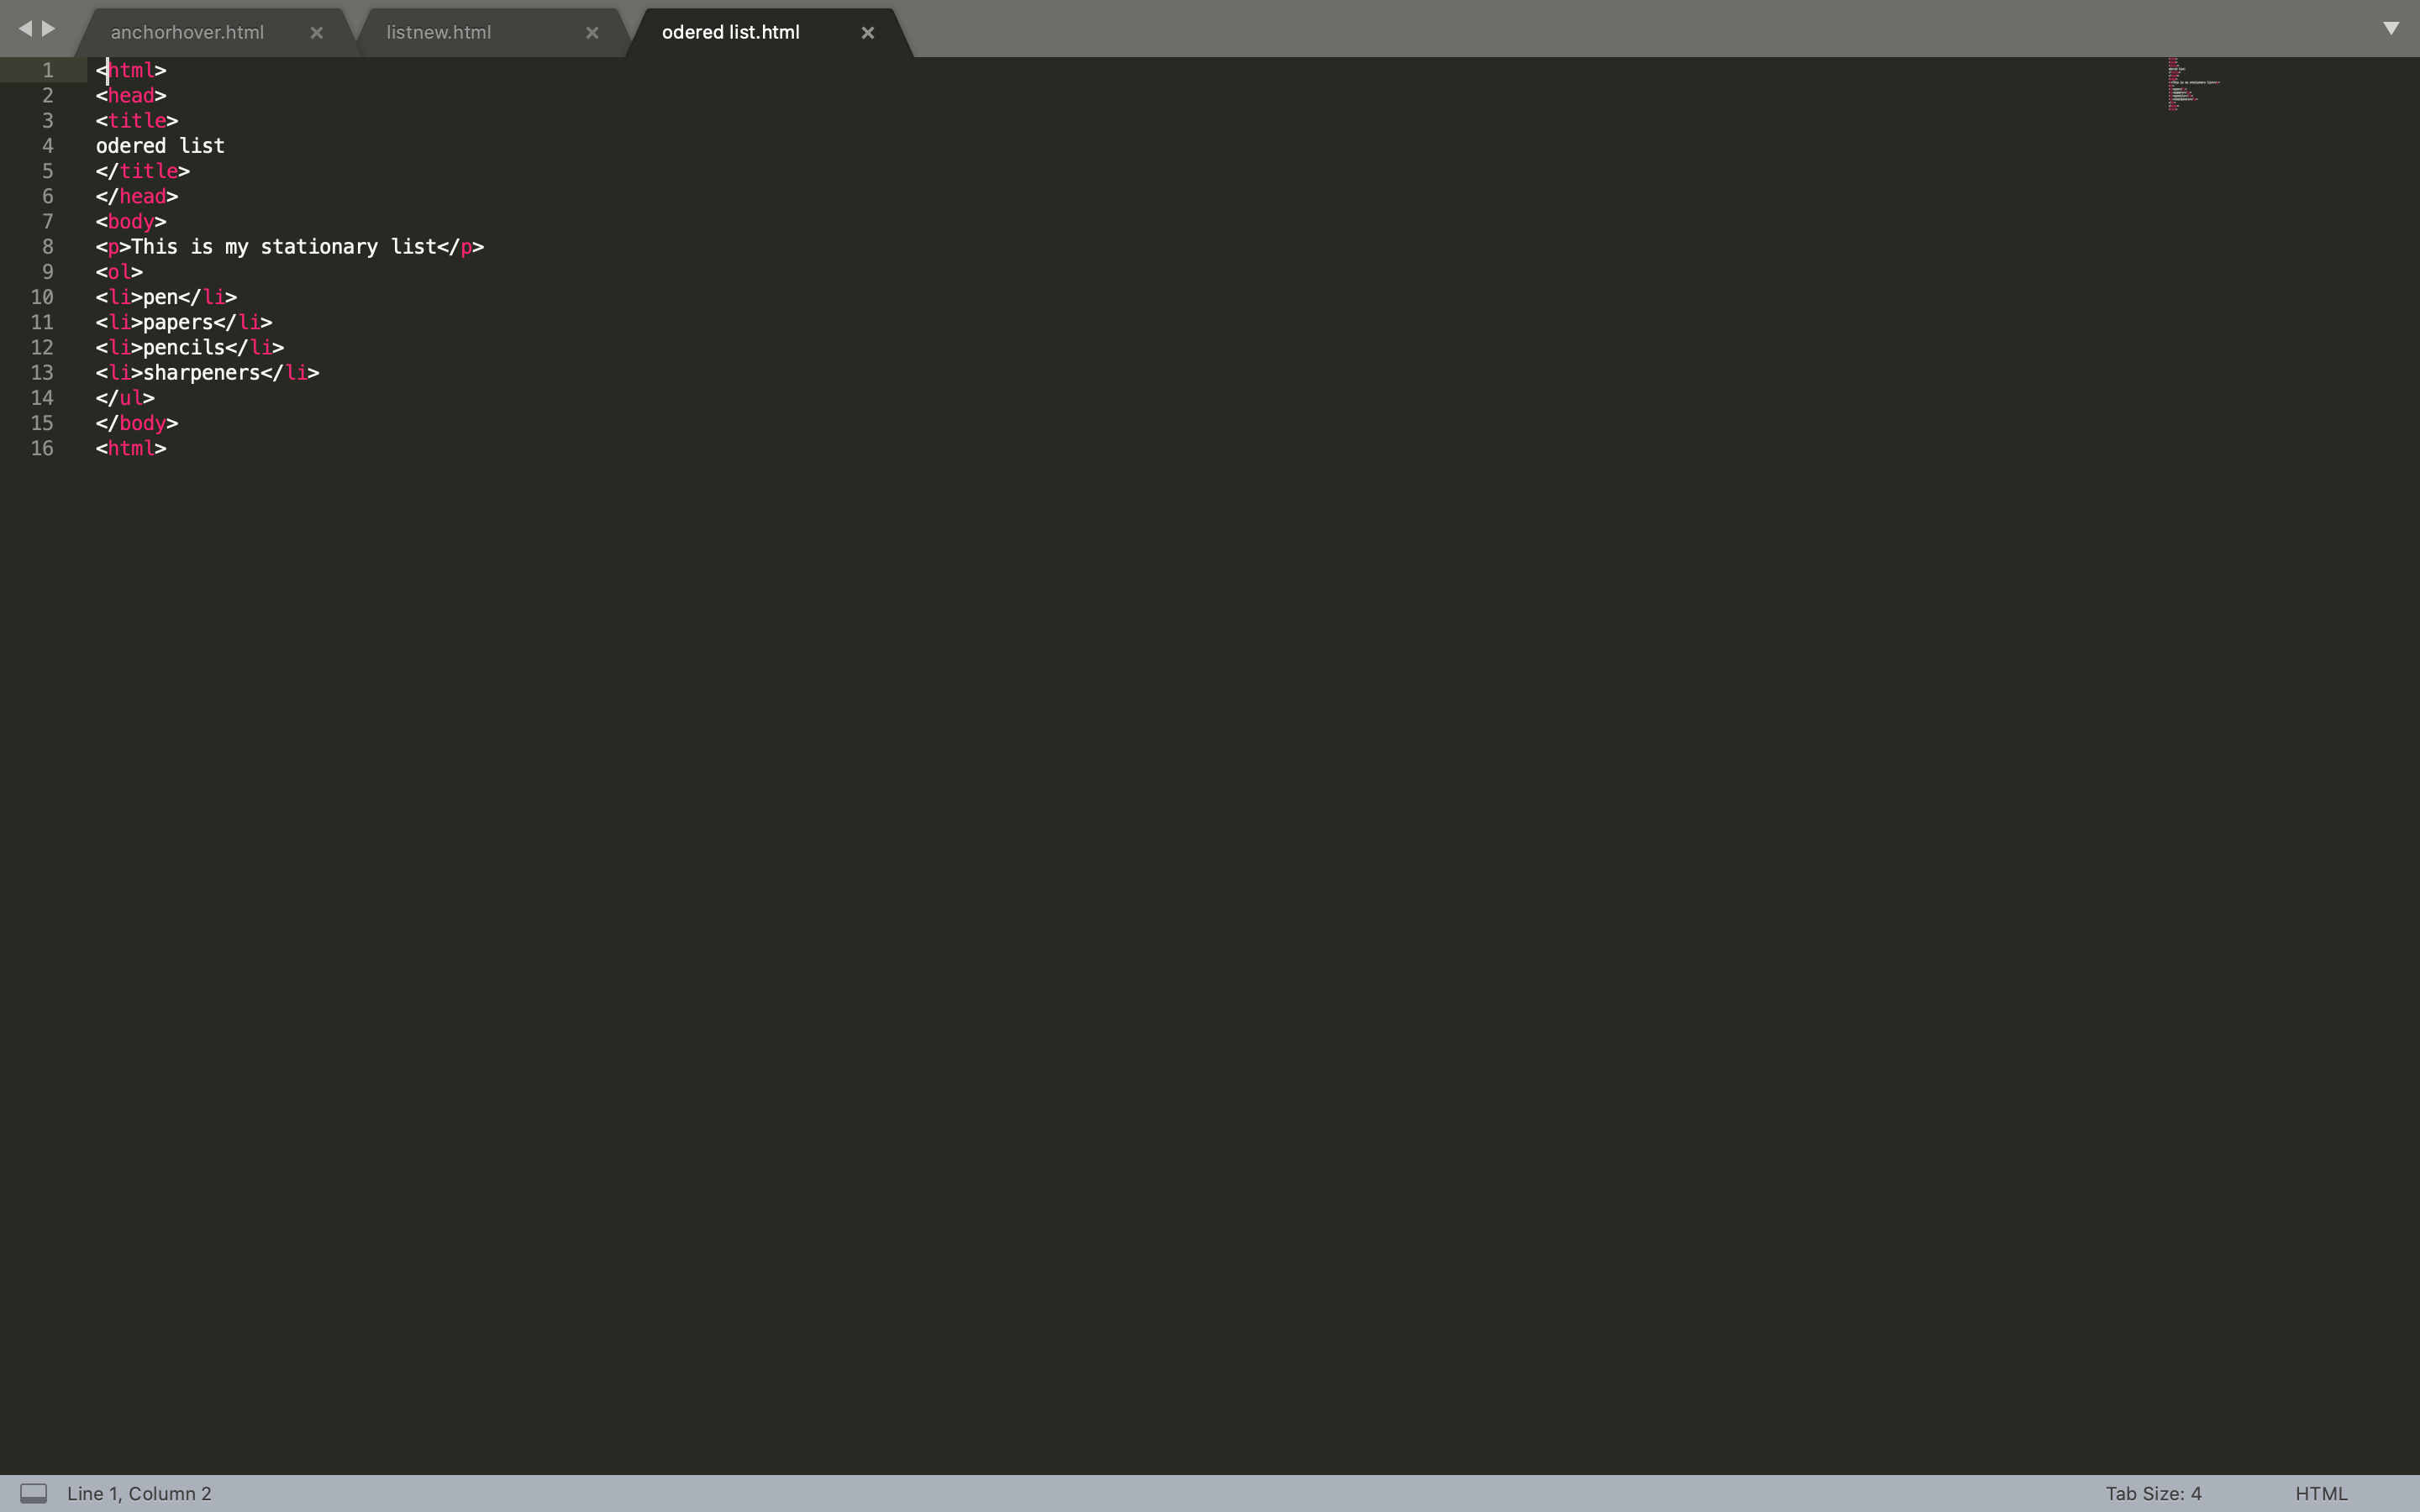 anchorhover.html
listnew.html
odered list.html
1 <html>
2 <head>
3 <title>
4 odered list
5 </title>
6 </head>
7 <body>
8 <p>This is my stationary list</p>
9 <ol>
10 <li>pen</li>
11 <li>papers</li>
12 <li>pencils</li>
13 <li>sharpeners</li>
14 </ul>
15 </body>
16 <html>
Line 1, Column 2
Tab Size: 4
HTML